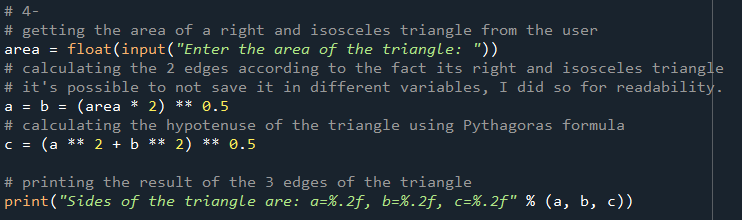 # 4-
# getting the area of a right and isosceles triangle from the user
area = float(input("Enter the area of the triangle: "))
# calculating the 2 edges according to the fact its right and isosceles triangle
# it's possible to not save it in different variables, I did so for readability.
a = b = (area * 2) ** 0.5
# calculating the hypotenuse of the triangle using Pythagoras formula
c = (a ** 2 + b ** 2) ** 0.5
# printing the result of the 3 edges of the triangle
print("Sides of the triangle are: a=%.2f, b=%.2f, c=%.2f" % (a, b, c))